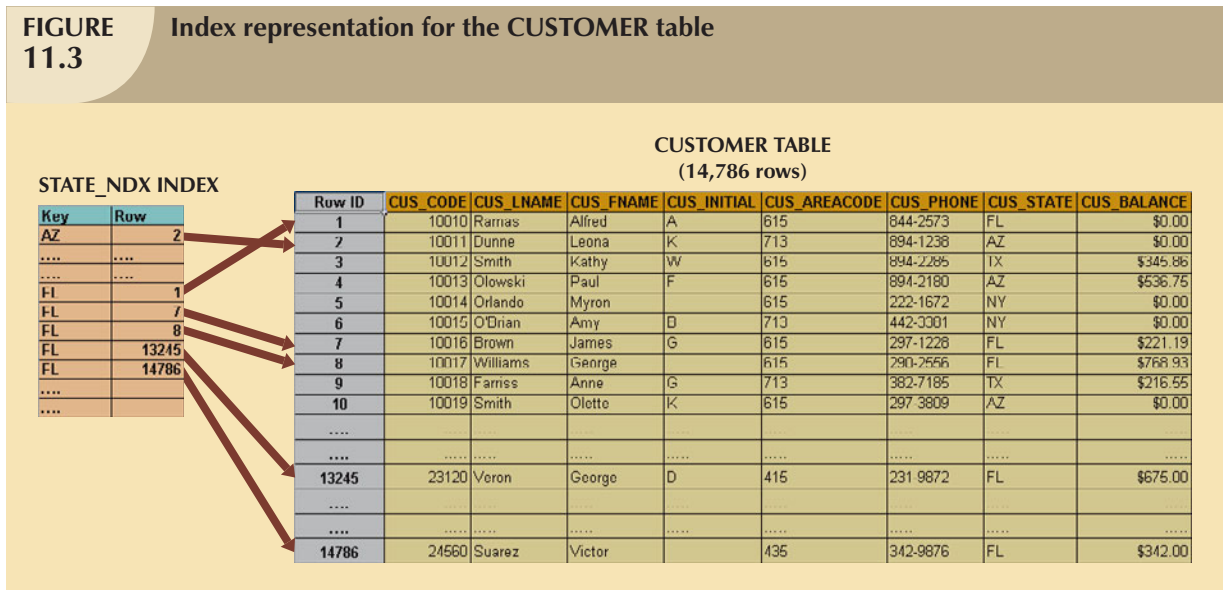 FIGURE 11.3
Index representation for the CUSTOMER table
CUSTOMER TABLE
(14,786 rows)
STATE_NDX INDEX
Key Row
AZ 2
.... ....
.... ....
FL 1
FL 7
FL 8
FL 13245
FL 14786
....
....
Row ID CUS_CODE CUS_LNAME CUS_FNAME CUS_INITIAL CUS_AREACODE CUS_PHONE CUS_STATE CUS_BALANCE
1 10010 Ramas Alfred A 615 844-2573 FL $0.00
2 10011 Dunne Leona K 713 894-1238 AZ $0.00
3 10012 Smith Kathy W 615 894-2285 TX $345.86
4 10013 Olowski Paul F 615 894-2180 AZ $536.75
5 10014 Orlando Myron 615 222-1672 NY $0.00
6 10015 O'Brian Amy B 713 442-3381 NY $0.00
7 10016 Brown James G 615 297-1228 FL $221.19
8 10017 Williams George 615 290-2556 FL $768.93
9 10018 Farriss Anne G 713 382-7185 TX $216.55
10 10019 Smith Olette K 615 297-3809 AZ $0.00
.... ..... ..... ..... ..... ..... ..... ..... .....
.... ..... ..... ..... ..... ..... ..... ..... .....
13245 23120 Veron George D 415 231-9872 FL $675.00
.... ..... ..... ..... ..... ..... ..... ..... .....
.... ..... ..... ..... ..... ..... ..... ..... .....
14786 24560 Suarez Victor 435 342-9876 FL $342.00